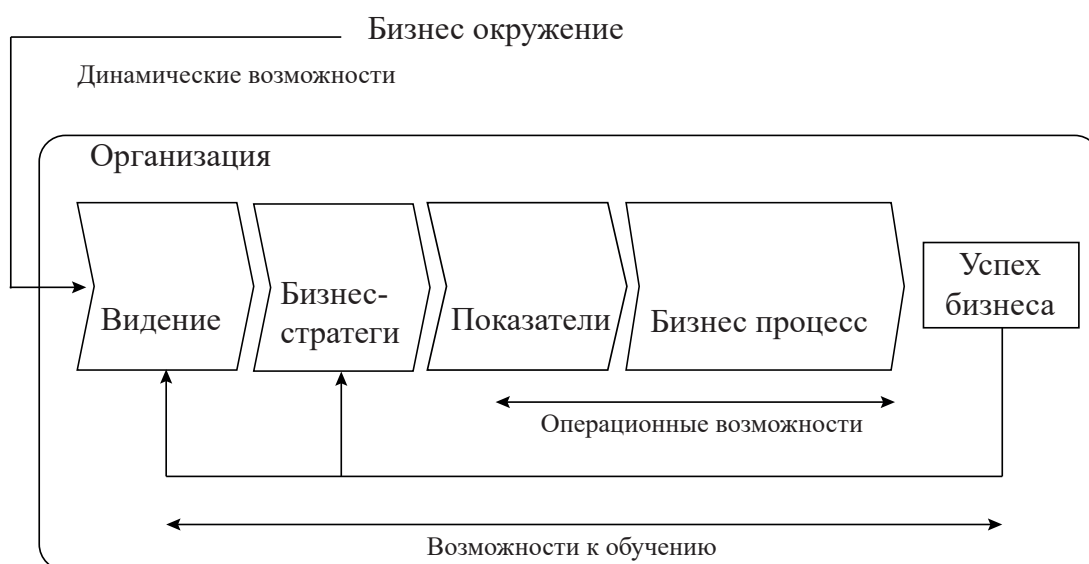 Бизнес окружение
Динамические возможности
Организация
Видение
Бизнес-
стратеги
Показатели
Бизнес процесс
Успех
бизнеса
Операционные возможности
Возможности к обучению